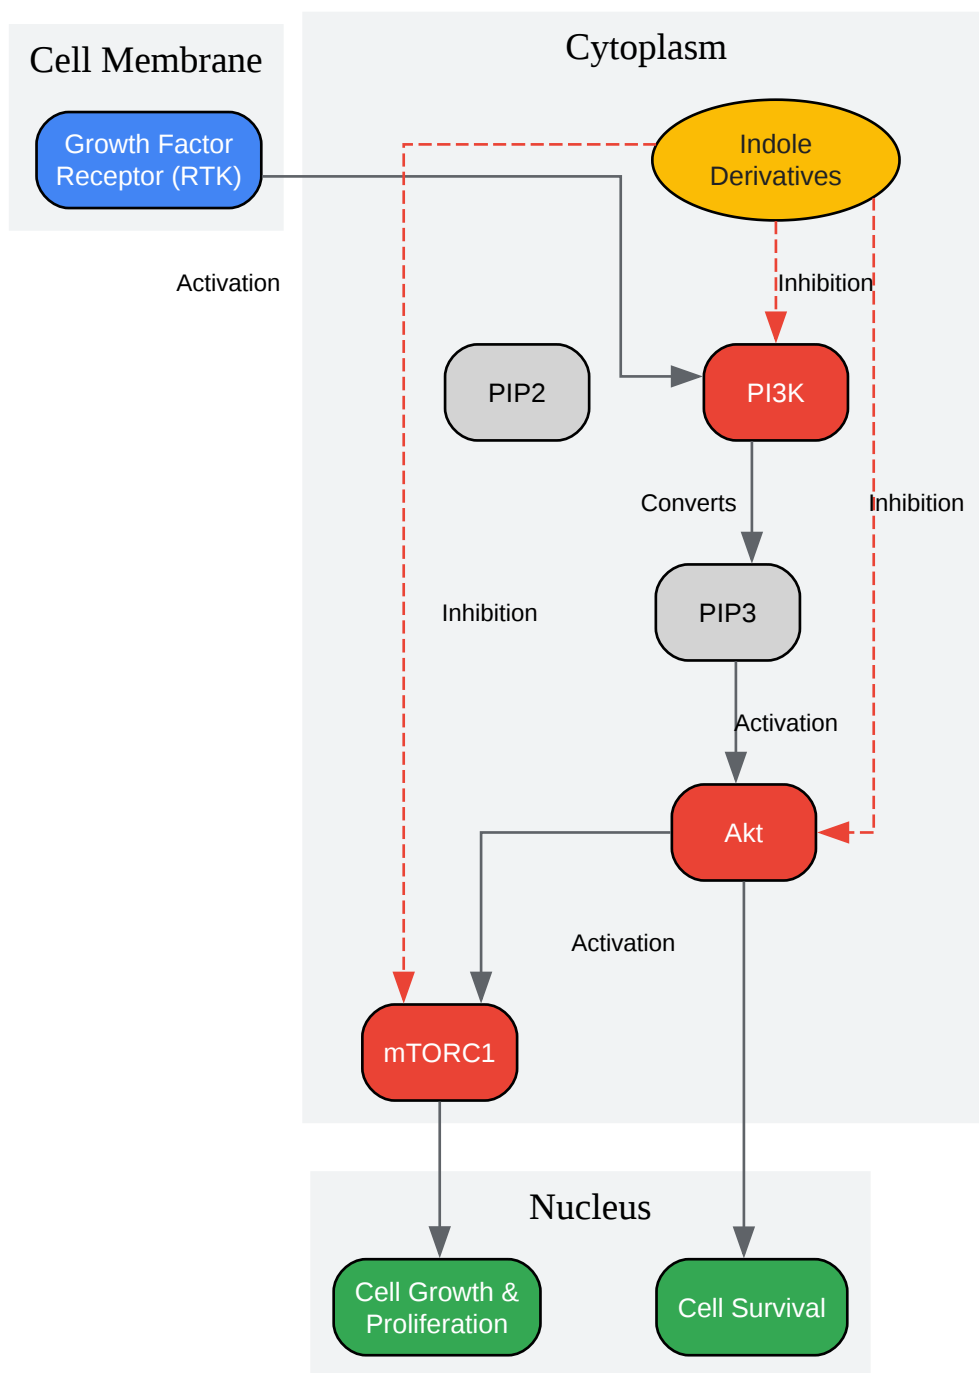 Cell Membrane
Cytoplasm
Growth Factor
Receptor (RTK)
Indole
Derivatives
Activation
Inhibition
PIP2
PI3K
Converts
Inhibition
PIP3
Inhibition
Activation
Akt
Activation
mTORC1
Nucleus
Cell Growth &
Proliferation
Cell Survival